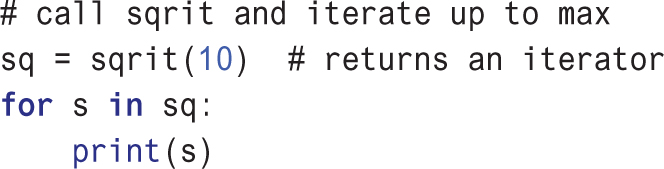 # call sqrit and iterate up to max
sq = sqrit(10)  # returns an iterator
for s in sq:
    print(s)